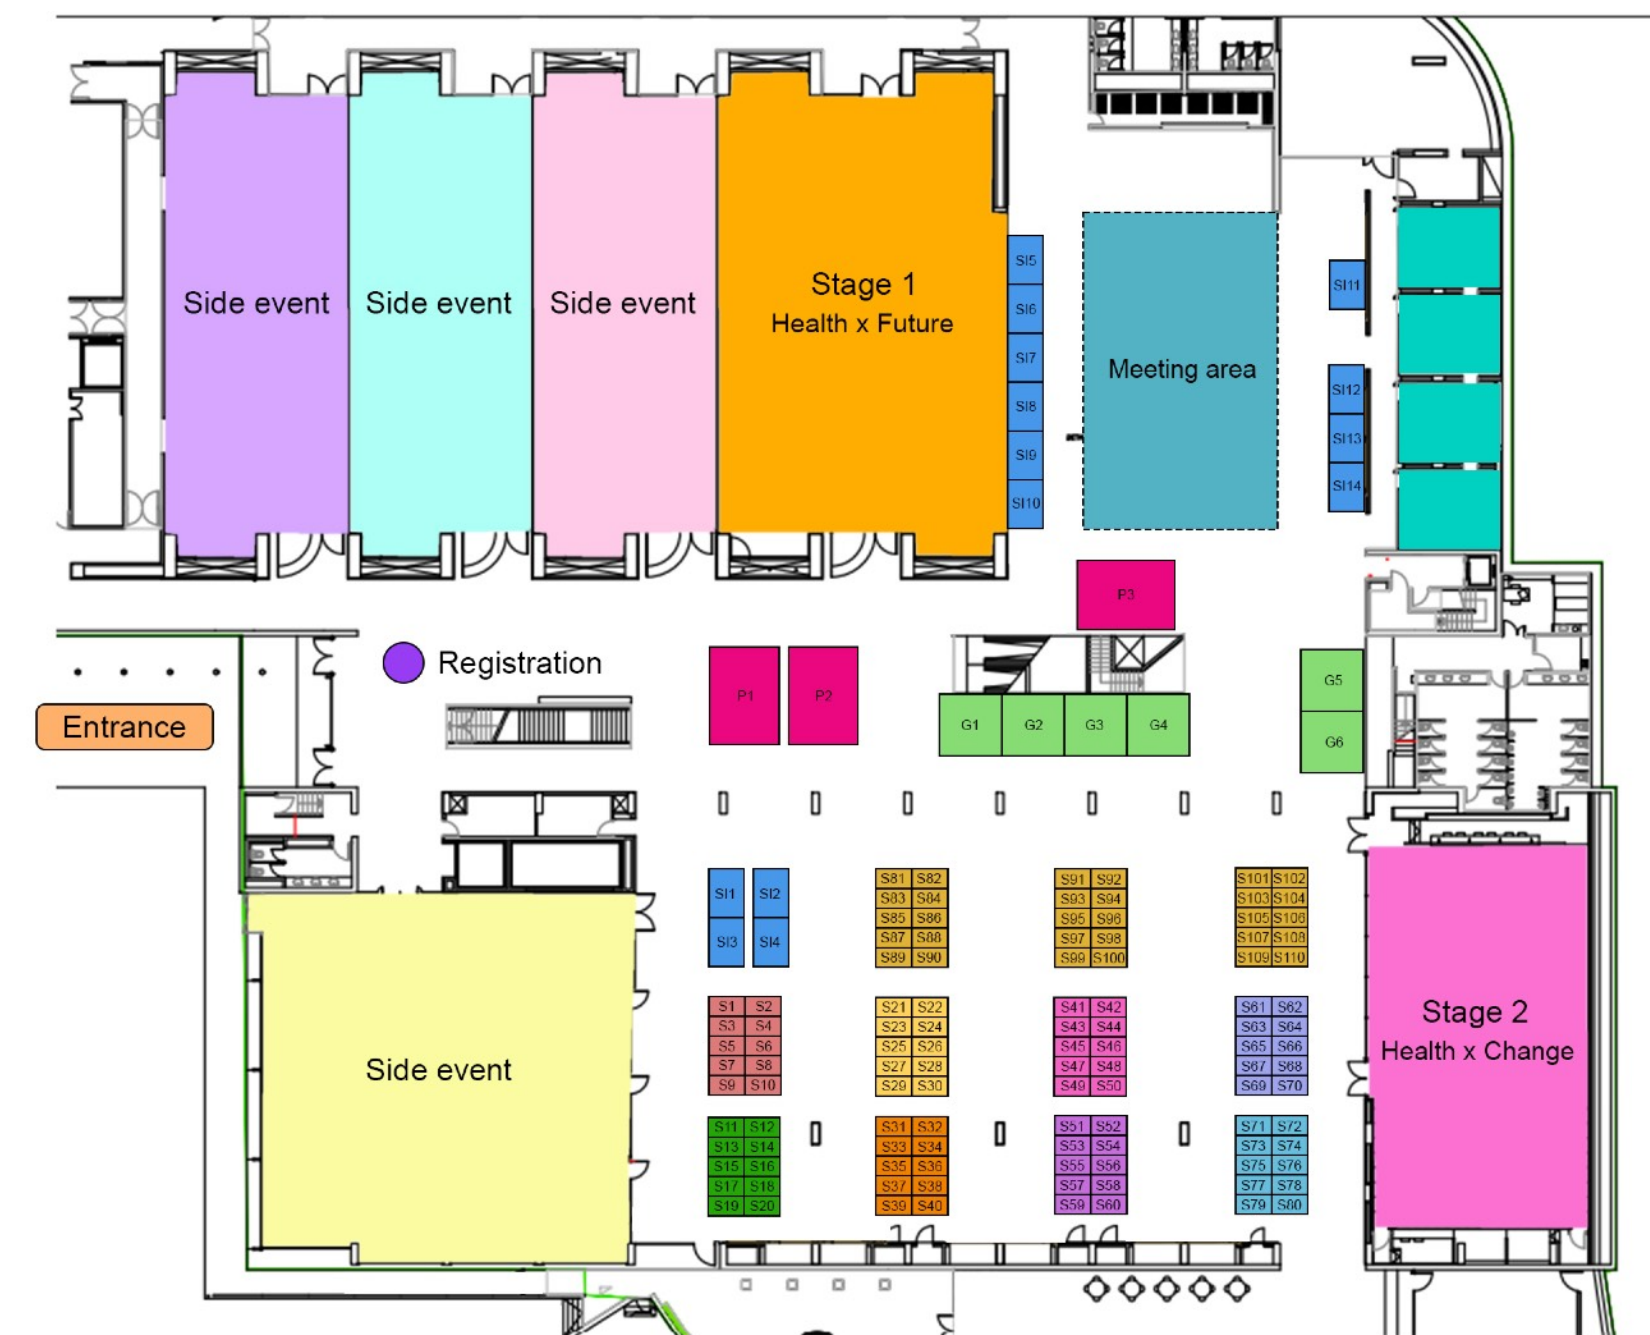 Side event
Side event
Side event
Stage 1
Health x Future
SI5
SI6
SI7
SI8
SI9
SI10
Meeting area
SI11
SI12
SI13
SI14
P3
Registration
Entrance
P1
P2
G1
G2
G3
G4
G5
G6
SI1 SI2
SI3 SI4
S81 S82
S83 S84
S85 S86
S87 S88
S89 S90
S91 S92
S93 S94
S95 S96
S97 S98
S99 S100
S101 S102
S103 S104
S105 S106
S107 S108
S109 S110
Side event
S1 S2
S3 S4
S5 S6
S7 S8
S9 S10
S21 S22
S23 S24
S25 S26
S27 S28
S29 S30
S41 S42
S43 S44
S45 S46
S47 S48
S49 S50
S61 S62
S63 S64
S65 S66
S67 S68
S69 S70
Stage 2
Health x Change
S11 S12
S13 S14
S15 S16
S17 S18
S19 S20
S31 S32
S33 S34
S35 S36
S37 S38
S39 S40
S51 S52
S53 S54
S55 S56
S57 S58
S59 S60
S71 S72
S73 S74
S75 S76
S77 S78
S79 S80